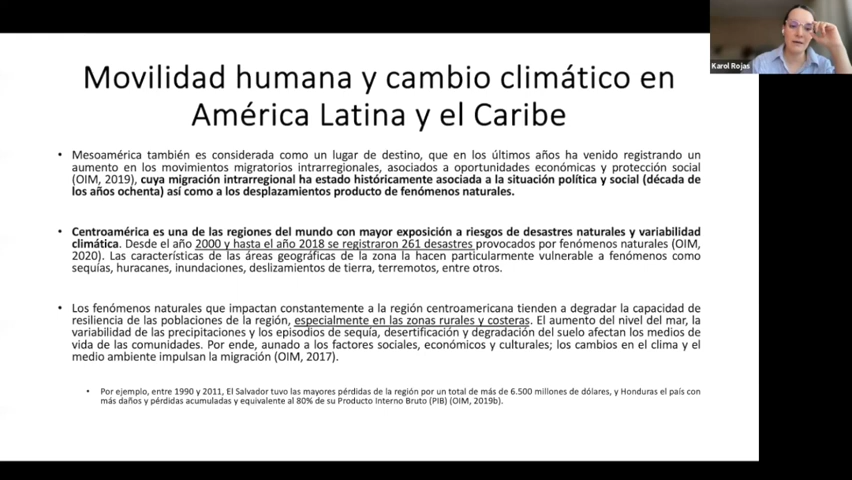 Karol Rojas
Movilidad humana y cambio climático en
América Latina y el Caribe
• Mesoamérica también es considerada como un lugar de destino, que en los últimos años ha venido registrando un
aumento en los movimientos migratorios intrarregionales, asociados a oportunidades económicas y protección social
(OIM, 2019), cuya migración intrarregional ha estado históricamente asociada a la situación política y social (década de
los años ochenta) así como a los desplazamientos producto de fenómenos naturales.
• Centroamérica es una de las regiones del mundo con mayor exposición a riesgos de desastres naturales y variabilidad
climática. Desde el año 2000 y hasta el año 2018 se registraron 261 desastres provocados por fenómenos naturales (OIM,
2020). Las características de las áreas geográficas de la zona la hacen particularmente vulnerable a fenómenos como
sequías, huracanes, inundaciones, deslizamientos de tierra, terremotos, entre otros.
• Los fenómenos naturales que impactan constantemente a la región centroamericana tienden a degradar la capacidad de
resiliencia de las poblaciones de la región, especialmente en las zonas rurales y costeras. El aumento del nivel del mar, la
variabilidad de las precipitaciones y los episodios de sequía, desertificación y degradación del suelo afectan los medios de
vida de las comunidades. Por ende, aunado a los factores sociales, económicos y culturales; los cambios en el clima y el
medio ambiente impulsan la migración (OIM, 2017).
• Por ejemplo, entre 1990 y 2011, El Salvador tuvo las mayores pérdidas de la región por un total de más de 6.500 millones de dólares, y Honduras el país con
más daños y pérdidas acumuladas y equivalente al 80% de su Producto Interno Bruto (PIB) (OIM, 2019b).